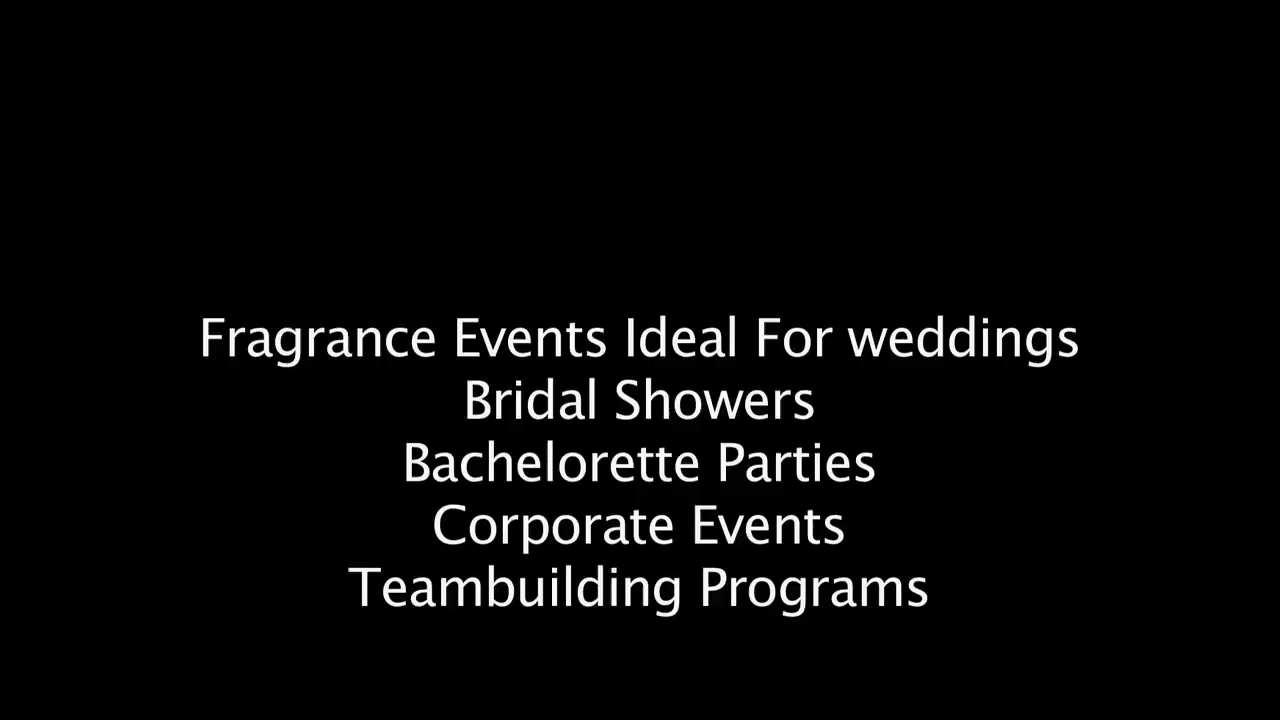 Fragrance Events Ideal For weddings
Bridal Showers
Bachelorette Parties
Corporate Events
Teambuilding Programs